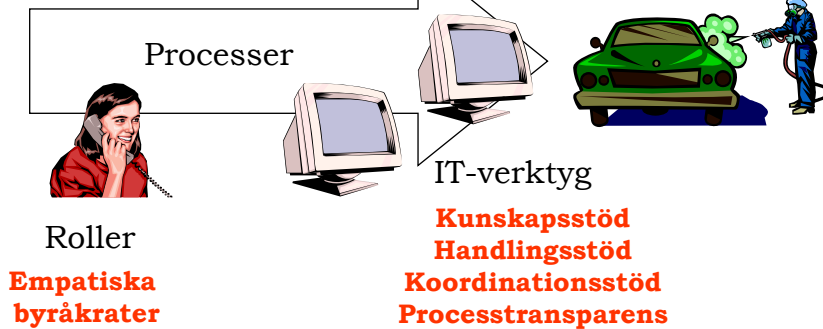 Processer
IT-verktyg
Kunskapsstöd
Handlingsstöd
Koordinationsstöd
Processtransparens
Roller
Empatiska
byråkrater